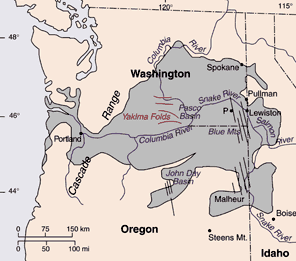 120°
115°
48°
Columbia River
Washington
Spokane
Snake River
Pullman
Range
Pasco
Basin
P
Lewiston
Yakima Folds
46°
Salmon River
Portland
Columbia River
Blue Mts.
Cascade
John Day
Basin
44°
Malheur
Boise
0 75 150 km
0 50 100 mi
Oregon
Steens Mt.
Snake River
Idaho